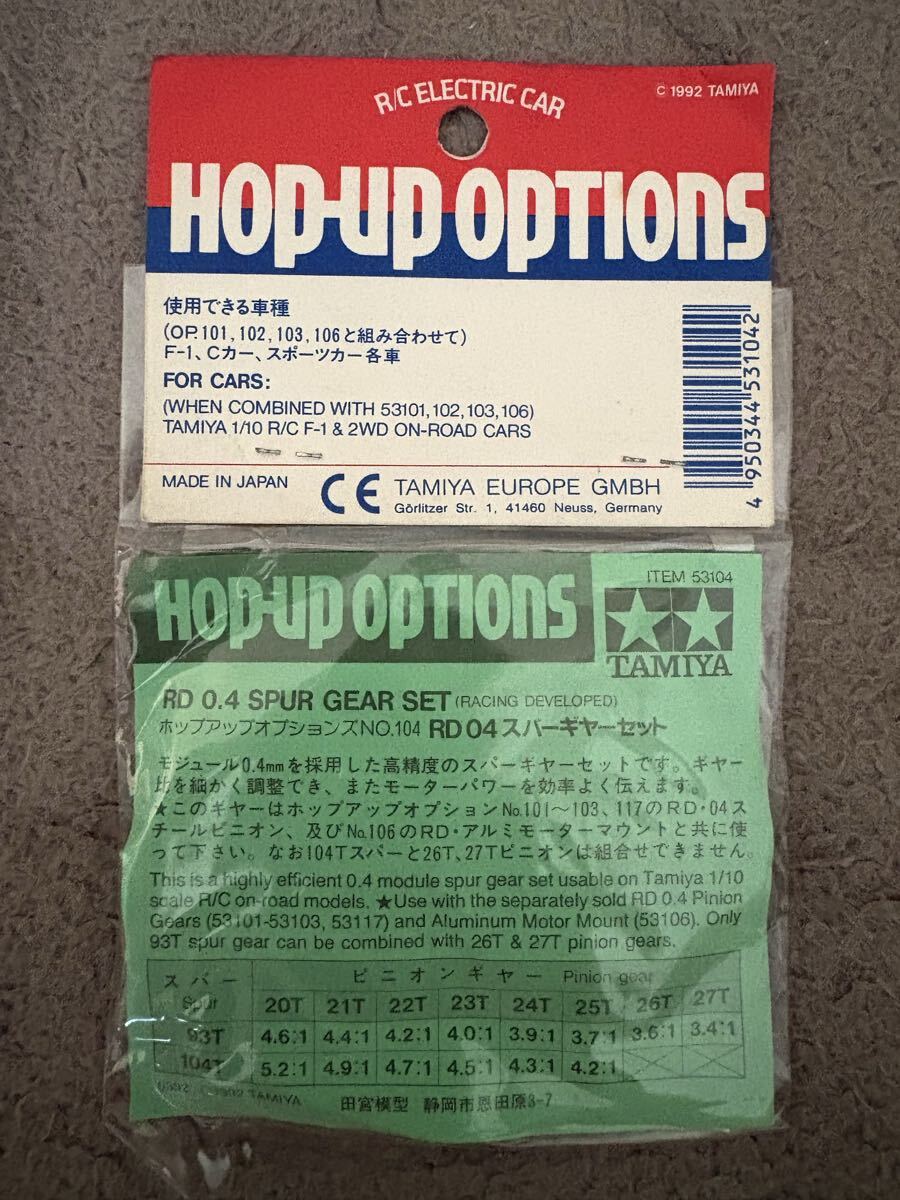 R/C ELECTRIC CAR
© 1992 TAMIYA
HOP-UP OPTIONS
使用できる車種
(OP.101,102,103,106と組み合わせて)
F-1、Cカー、スポーツカー各車
FOR CARS:
(WHEN COMBINED WITH 53101,102,103,106)
TAMIYA 1/10 R/C F-1 & 2WD ON-ROAD CARS
4 950344 531042
MADE IN JAPAN
CE TAMIYA EUROPE GMBH
Görlitzer Str. 1, 41460 Neuss, Germany
HOP-UP OPTIONS
ITEM 53104
TAMIYA
RD 0.4 SPUR GEAR SET (RACING DEVELOPED)
ホップアップオプションズNO.104 RD04スパーギヤーセット
モジュール0.4mmを採用した高精度のスパーギヤーセットです。ギヤー
比を細かく調整でき、またモーターパワーを効率よく伝えます。
★このギヤーはホップアップオプションNo.101〜103、117のRD・04ス
チールピニオン、及びNo.106のRD・アルミモーターマウントと共に使
って下さい。なお104Tスパーと26T、27Tピニオンは組合せできません。
This is a highly efficient 0.4 module spur gear set usable on Tamiya 1/10
scale R/C on-road models. ★Use with the separately sold RD 0.4 Pinion
Gears (53101-53103, 53117) and Aluminum Motor Mount (53106). Only
93T spur gear can be combined with 26T & 27T pinion gears.
スパー ピニオンギヤー Pinion gear
Spur 20T 21T 22T 23T 24T 25T 26T 27T
93T 4.6:1 4.4:1 4.2:1 4.0:1 3.9:1 3.7:1 3.6:1 3.4:1
104T 5.2:1 4.9:1 4.7:1 4.5:1 4.3:1 4.2:1
TAMIYA
田宮模型 静岡市恩田原3-7